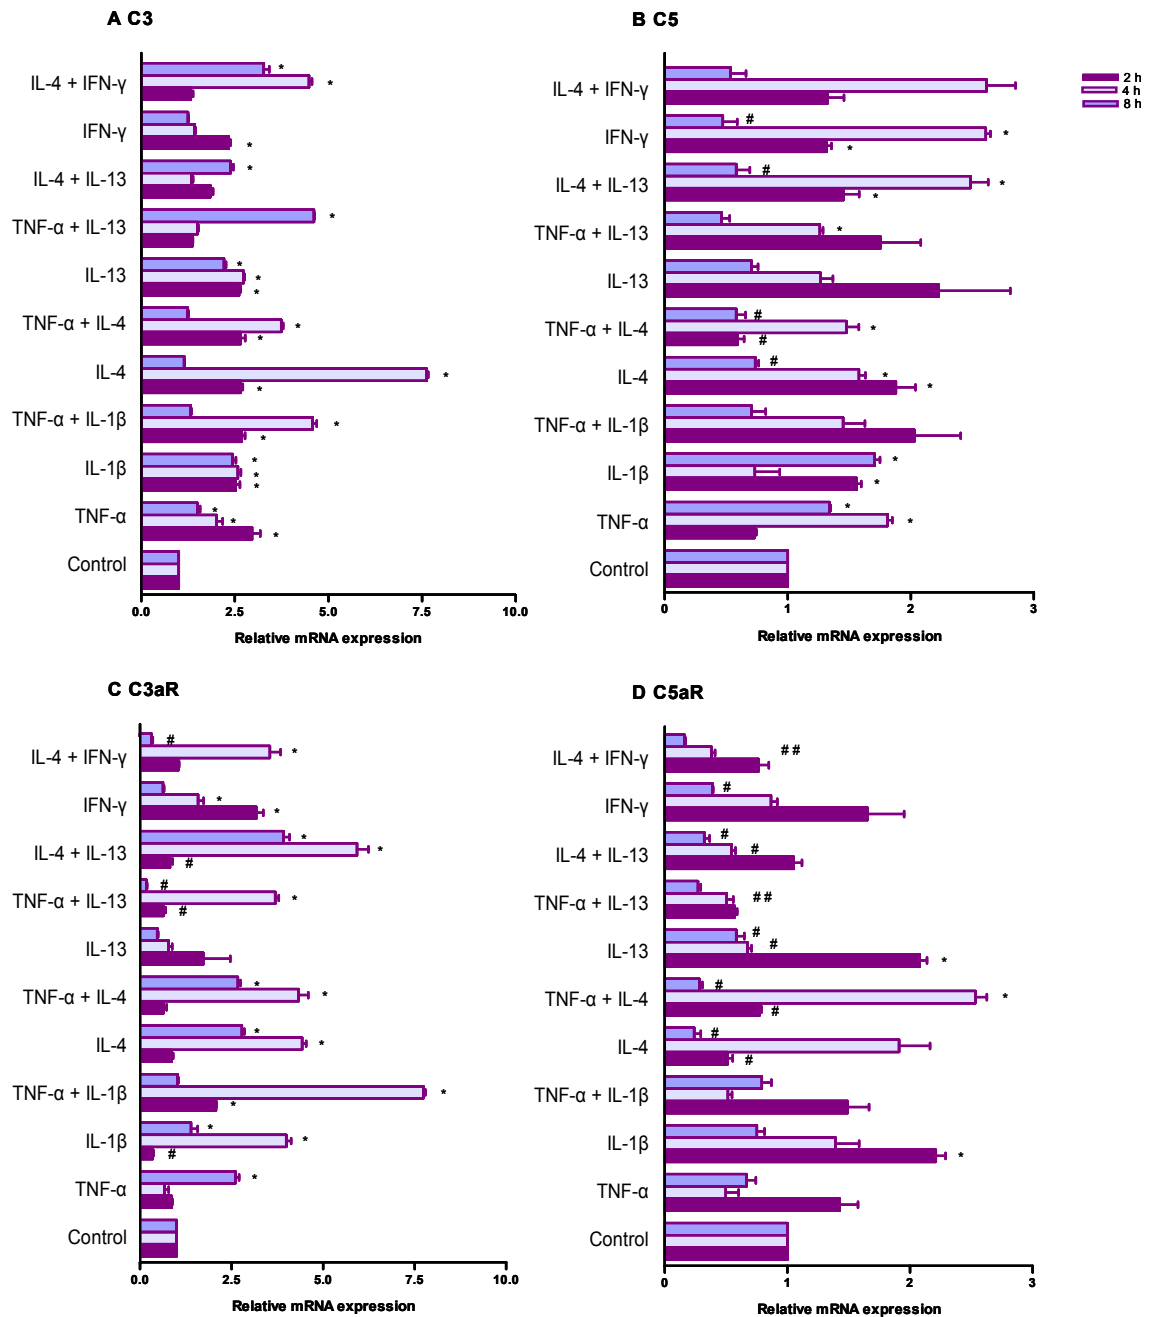 A C3
IL-4 + IFN-γ
*
*
IFN-γ
*
IL-4 + IL-13
*
TNF-α + IL-13
*
IL-13
*
*
*
TNF-α + IL-4
*
*
IL-4
*
*
TNF-α + IL-1β
*
*
IL-1β
*
*
*
TNF-α
*
*
*
Control
0.0 2.5 5.0 7.5 10.0
Relative mRNA expression
B C5
IL-4 + IFN-γ
IFN-γ
#
*
*
IL-4 + IL-13
#
*
*
TNF-α + IL-13
*
IL-13
TNF-α + IL-4
#
*
#
IL-4
#
*
*
TNF-α + IL-1β
IL-1β
*
*
TNF-α
*
*
Control
0 1 2 3
Relative mRNA expression
2 h
4 h
8 h
C C3aR
IL-4 + IFN-γ
#
*
IFN-γ
*
*
IL-4 + IL-13
*
*
#
TNF-α + IL-13
#
*
#
IL-13
TNF-α + IL-4
*
*
IL-4
*
*
TNF-α + IL-1β
*
*
IL-1β
*
*
#
TNF-α
*
Control
0.0 2.5 5.0 7.5 10.0
Relative mRNA expression
D C5aR
IL-4 + IFN-γ
# #
IFN-γ
#
IL-4 + IL-13
#
#
TNF-α + IL-13
# #
IL-13
#
#
*
TNF-α + IL-4
#
*
#
IL-4
#
#
TNF-α + IL-1β
IL-1β
*
TNF-α
Control
0 1 2 3
Relative mRNA expression